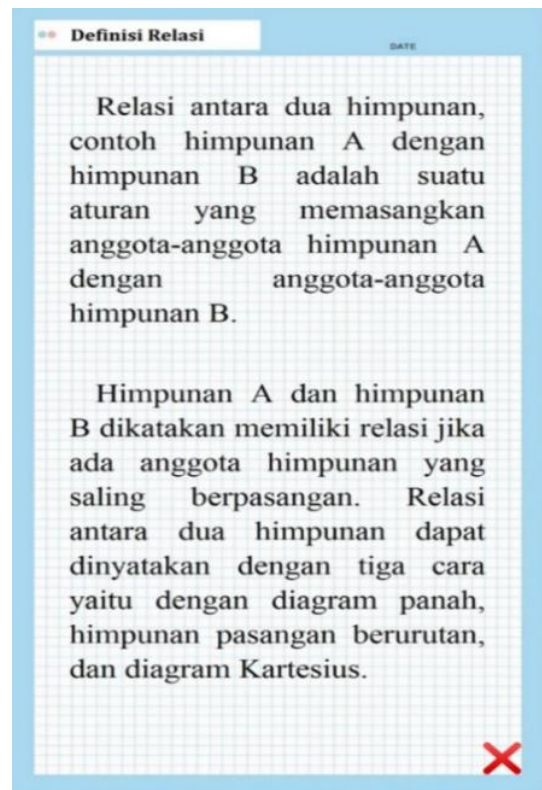 Definisi Relasi
DATE
Relasi antara dua himpunan,
contoh himpunan A dengan
himpunan B adalah suatu
aturan yang memasangkan
anggota-anggota himpunan A
dengan anggota-anggota
himpunan B.
Himpunan A dan himpunan
B dikatakan memiliki relasi jika
ada anggota himpunan yang
saling berpasangan. Relasi
antara dua himpunan dapat
dinyatakan dengan tiga cara
yaitu dengan diagram panah,
himpunan pasangan berurutan,
dan diagram Kartesius.